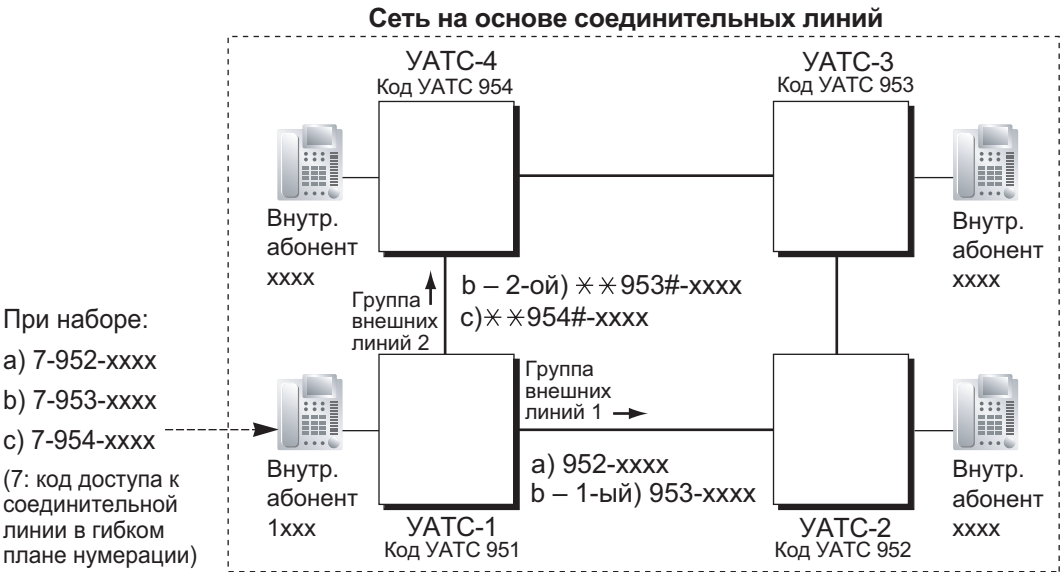 Сеть на основе соединительных линий
УАТС-4
Код УАТС 954
УАТС-3
Код УАТС 953
Внутр.
абонент
xxxx
Внутр.
абонент
xxxx
Группа
внешних
линий 2
b – 2-ой) ✳✳953#-xxxx
c)✳✳954#-xxxx
При наборе:
a) 7-952-xxxx
b) 7-953-xxxx
c) 7-954-xxxx
(7: код доступа к
соединительной
линии в гибком
плане нумерации)
Группа
внешних
линий 1
a) 952-xxxx
b – 1-ый) 953-xxxx
Внутр.
абонент
1xxx
УАТС-1
Код УАТС 951
УАТС-2
Код УАТС 952
Внутр.
абонент
xxxx